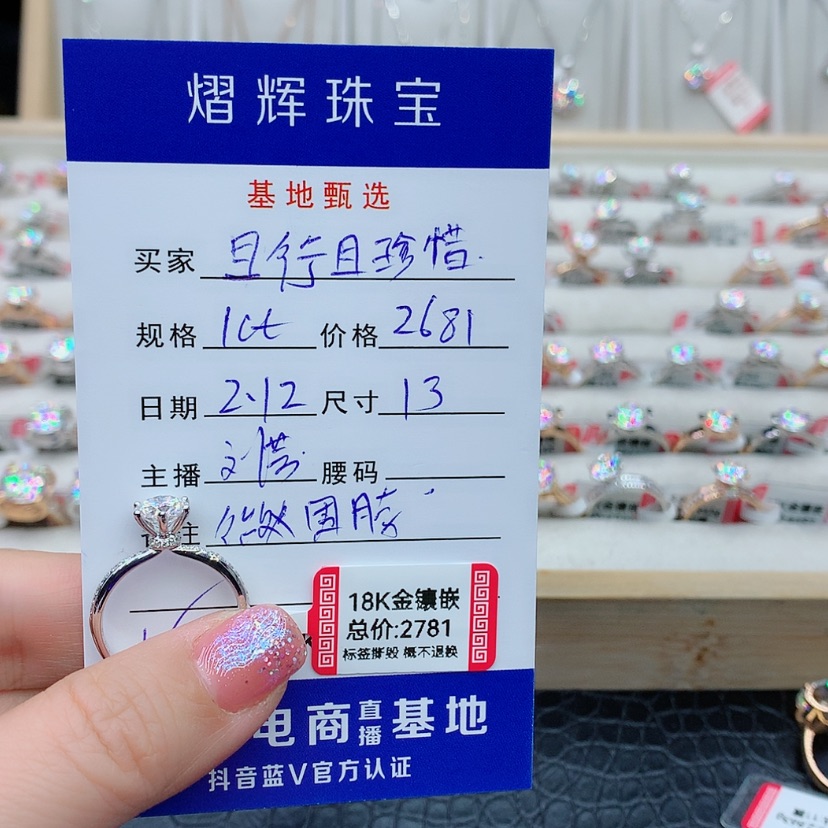 熠辉珠宝
基地甄选
买家 且行且珍惜
规格 1ct 价格 2681
日期 2.12 尺寸 13
主播 腰码
注
18K金镶嵌
总价:2781
标签撕毁 概不退换
电商直播基地
抖音蓝V官方认证